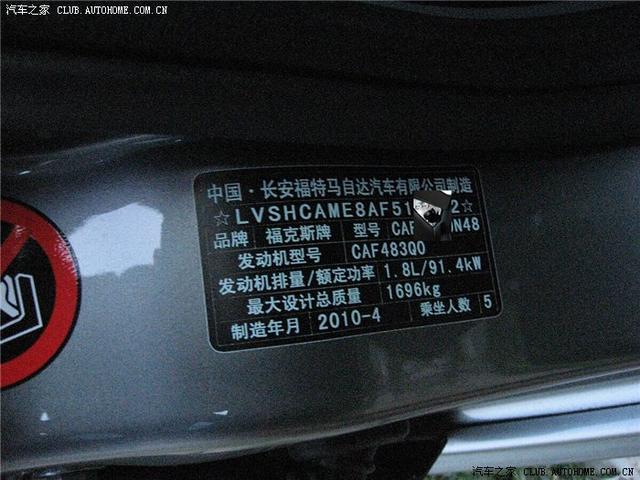 汽车之家 CLUB.AUTOHOME.COM.CN
中国·长安福特马自达汽车有限公司制造
☆LVSHCAME8AF51 2☆
品牌 福克斯牌 型号 CAF N48
发动机型号 CAF483Q0
发动机排量/额定功率 1.8L/91.4kW
最大设计总质量 1696kg
制造年月 2010-4 乘坐人数 5
汽车之家 CLUB.AUTOHOME.COM.CN